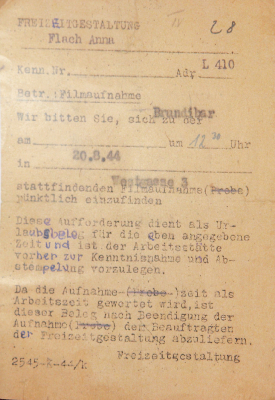 FREIZEITGESTALTUNG 28
Flach Anna
Kenn.Nr. Adr. L 410
Betr.: Filmaufnahme
Brundibar
Wir bitten Sie, sich zu der
am um 12 30 Uhr
20.8.44
in
Westgasse 3
stattfindenden Filmaufnahme(Probe)
pünktlich einzufinden
Diese Aufforderung dient als Ur-
laubsbeleg für die oben angegebene
Zeit und ist der Arbeitsstätte
vorher zur Kenntnisnahme und Ab-
stempelung vorzulegen.
Da die Aufnahme-(Probe-)zeit als
Arbeitszeit gewertet wird, ist
dieser Beleg nach Beendigung der
Aufnahme(Probe) dem Beauftragten
der Freizeitgestaltung abzuliefern.
Freizeitgestaltung
2545-K-44/k